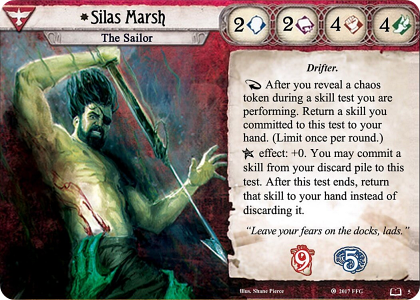 Silas Marsh
The Sailor
2 2 4 4
Drifter.
After you reveal a chaos
token during a skill test you are
performing. Return a skill you
committed to this test to your
hand. (Limit once per round.)
effect: +0. You may commit a
skill from your discard pile to this
test. After this test ends, return
that skill to your hand instead of
discarding it.
"Leave your fears on the docks, lads."
9 5
Illus. Shane Pierce
© 2017 FFG
5